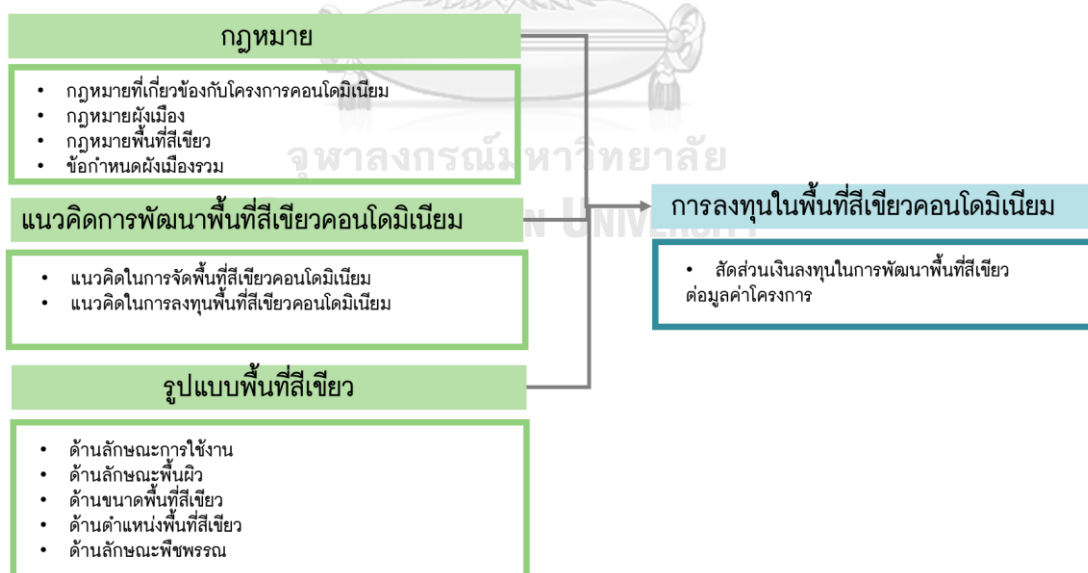 กฎหมาย
• กฎหมายที่เกี่ยวข้องกับโครงการคอนโดมิเนียม
• กฎหมายผังเมือง
• กฎหมายพื้นที่สีเขียว
• ข้อกำหนดผังเมืองรวม
จุฬาลงกรณ์มหาวิทยาลัย
แนวคิดการพัฒนาพื้นที่สีเขียวคอนโดมิเนียม
N UNIVERSITY
• แนวคิดในการจัดพื้นที่สีเขียวคอนโดมิเนียม
• แนวคิดในการลงทุนพื้นที่สีเขียวคอนโดมิเนียม
รูปแบบพื้นที่สีเขียว
• ด้านลักษณะการใช้งาน
• ด้านลักษณะพื้นผิว
• ด้านขนาดพื้นที่สีเขียว
• ด้านตำแหน่งพื้นที่สีเขียว
• ด้านลักษณะพืชพรรณ
การลงทุนในพื้นที่สีเขียวคอนโดมิเนียม
• สัดส่วนเงินลงทุนในการพัฒนาพื้นที่สีเขียว
ต่อมูลค่าโครงการ